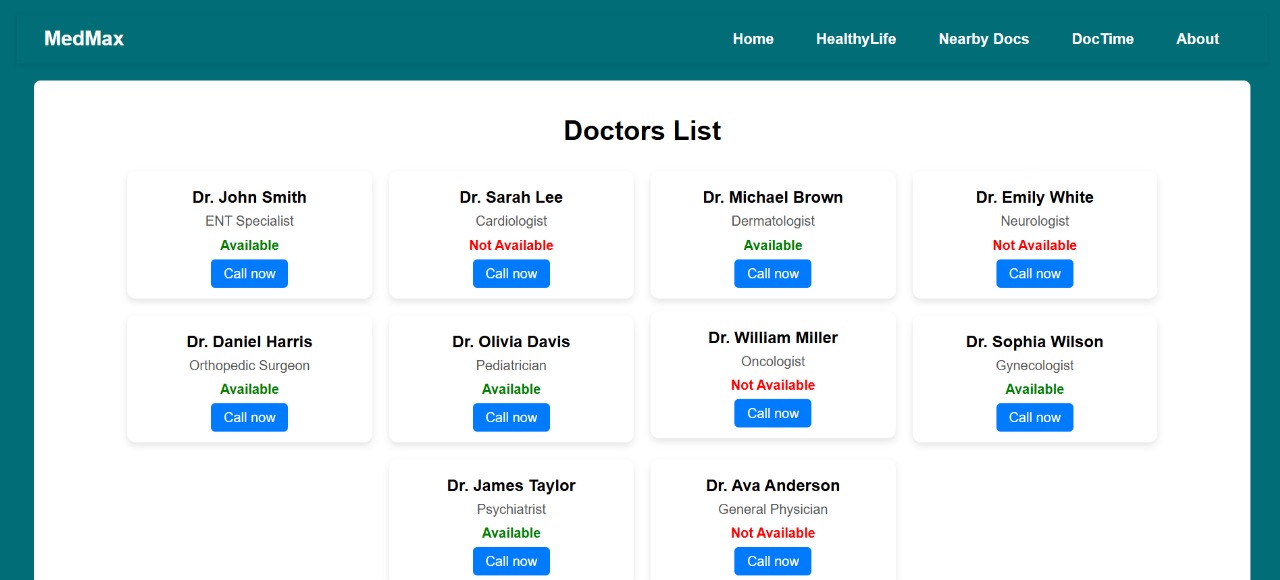 MedMax
Home HealthyLife Nearby Docs DocTime About
Doctors List
Dr. John Smith
ENT Specialist
Available
Call now
Dr. Sarah Lee
Cardiologist
Not Available
Call now
Dr. Michael Brown
Dermatologist
Available
Call now
Dr. Emily White
Neurologist
Not Available
Call now
Dr. Daniel Harris
Orthopedic Surgeon
Available
Call now
Dr. Olivia Davis
Pediatrician
Available
Call now
Dr. William Miller
Oncologist
Not Available
Call now
Dr. Sophia Wilson
Gynecologist
Available
Call now
Dr. James Taylor
Psychiatrist
Available
Call now
Dr. Ava Anderson
General Physician
Not Available
Call now